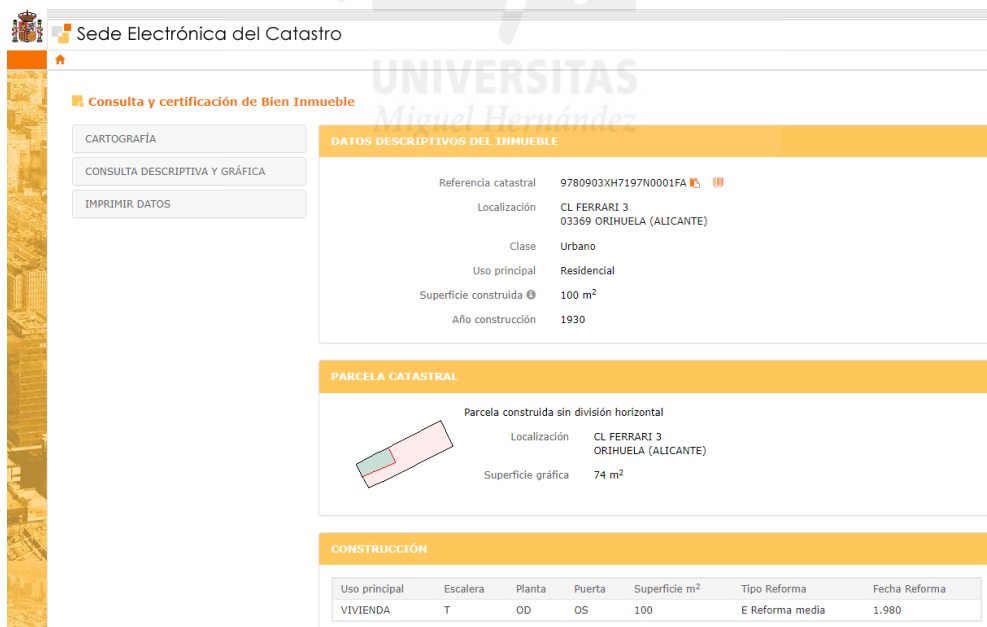 Sede Electrónica del Catastro
UNIVERSITAS
Miguel Hernández
Consulta y certificación de Bien Inmueble
CARTOGRAFÍA
CONSULTA DESCRIPTIVA Y GRÁFICA
IMPRIMIR DATOS
DATOS DESCRIPTIVOS DEL INMUEBLE
Referencia catastral 9780903XH7197N0001FA
Localización CL FERRARI 3
03369 ORIHUELA (ALICANTE)
Clase Urbano
Uso principal Residencial
Superficie construida 100 m²
Año construcción 1930
PARCELA CATASTRAL
Parcela construida sin división horizontal
Localización CL FERRARI 3
ORIHUELA (ALICANTE)
Superficie gráfica 74 m²
CONSTRUCCIÓN
Uso principal Escalera Planta Puerta Superficie m² Tipo Reforma Fecha Reforma
VIVIENDA T OD OS 100 E Reforma media 1.980